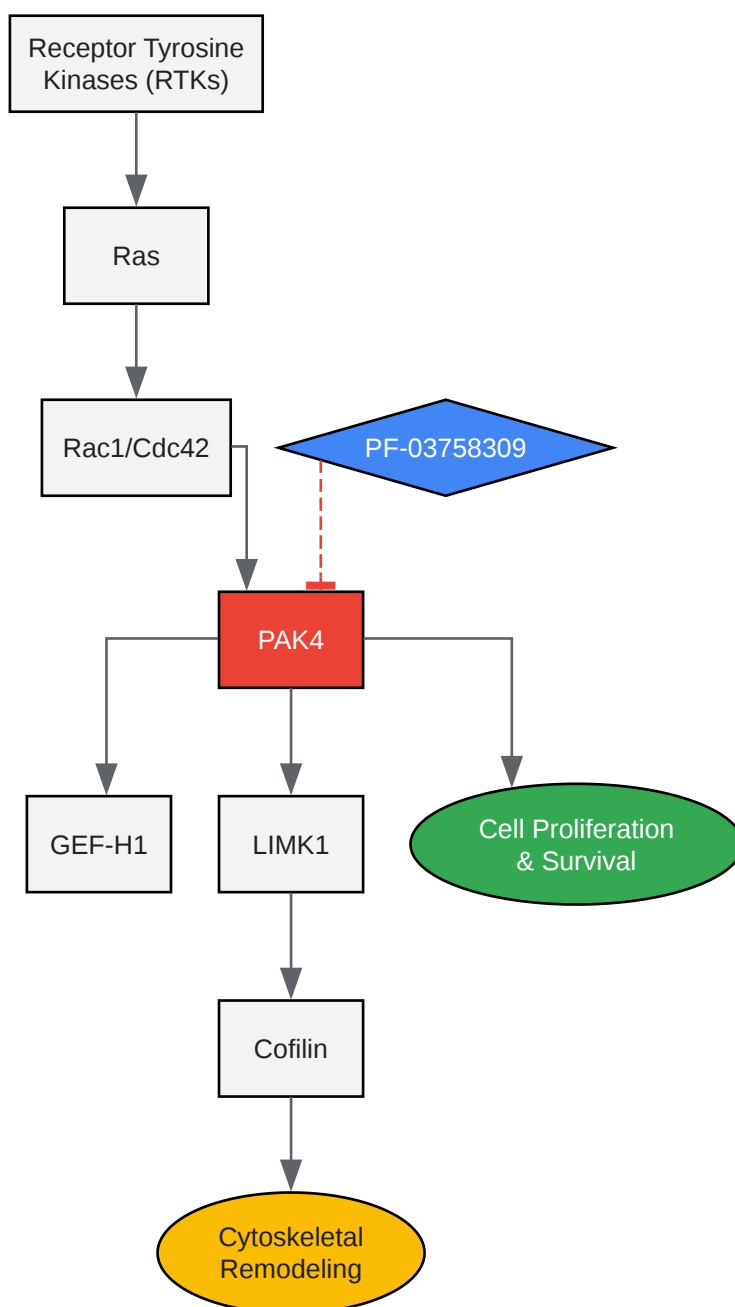 Receptor Tyrosine
Kinases (RTKs)
Ras
Rac1/Cdc42
PF-03758309
PAK4
GEF-H1
LIMK1
Cell Proliferation
& Survival
Cofilin
Cytoskeletal
Remodeling